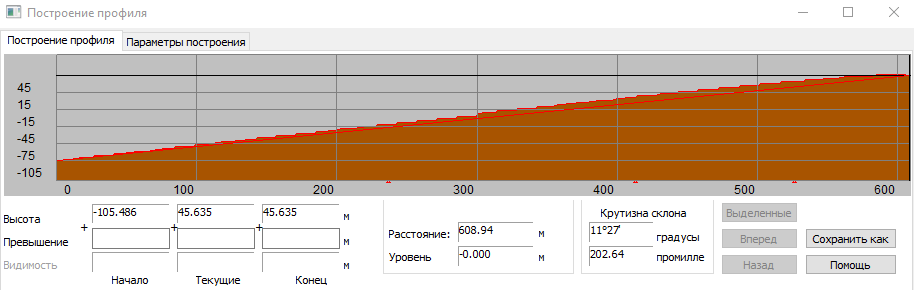 Построение профиля
Построение профиля Параметры построения
45
15
-15
-45
-75
-105
0 100 200 300 400 500 600
Высота -105.486 45.635 45.635 м
+ + +
Превышение м
Видимость м
Начало Текущие Конец
Расстояние: 608.94 м
Уровень -0.000 м
Крутизна склона
11°27' градусы
202.64 промилле
Выделенные
Вперед Сохранить как
Назад Помощь